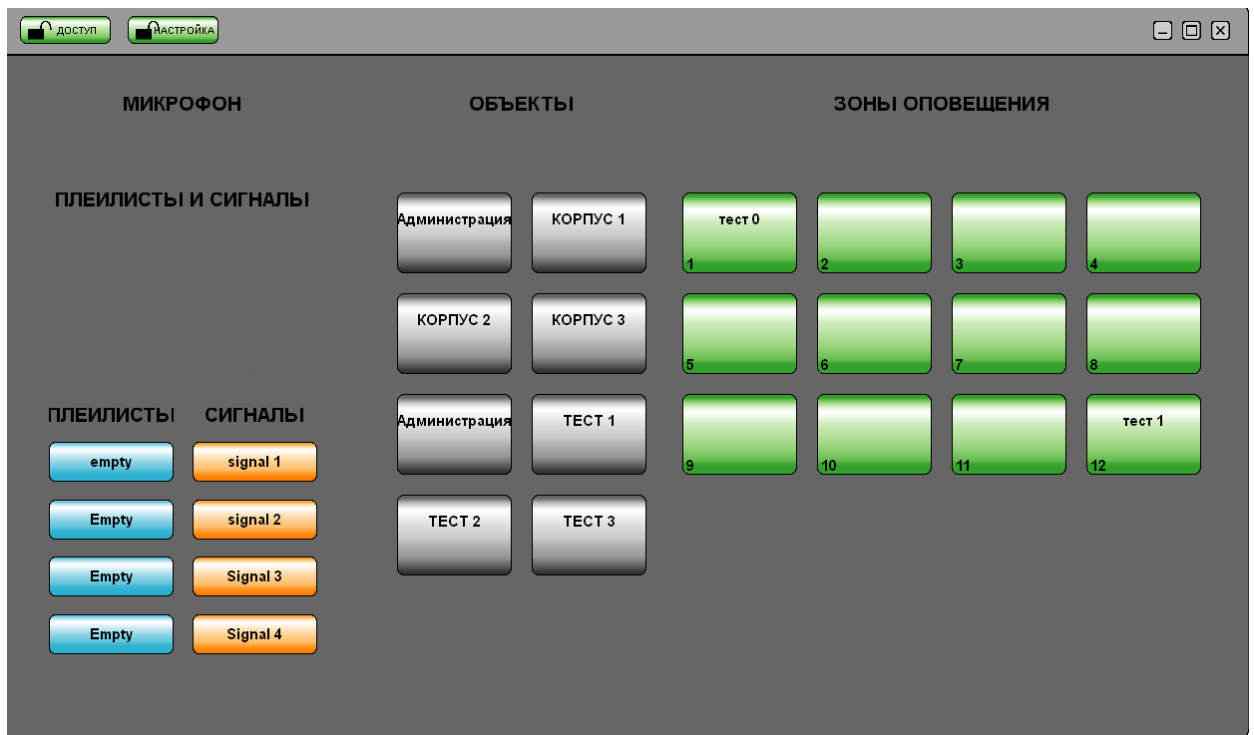 ДОСТУП НАСТРОЙКА
МИКРОФОН ОБЪЕКТЫ ЗОНЫ ОПОВЕЩЕНИЯ
ПЛЕИЛИСТЫ И СИГНАЛЫ
Администрация КОРПУС 1 тест 0
1 2 3 4
КОРПУС 2 КОРПУС 3
5 6 7 8
ПЛЕИЛИСТЫ СИГНАЛЫ Администрация ТЕСТ 1 тест 1
empty signal 1 9 10 11 12
Empty signal 2 ТЕСТ 2 ТЕСТ 3
Empty Signal 3
Empty Signal 4